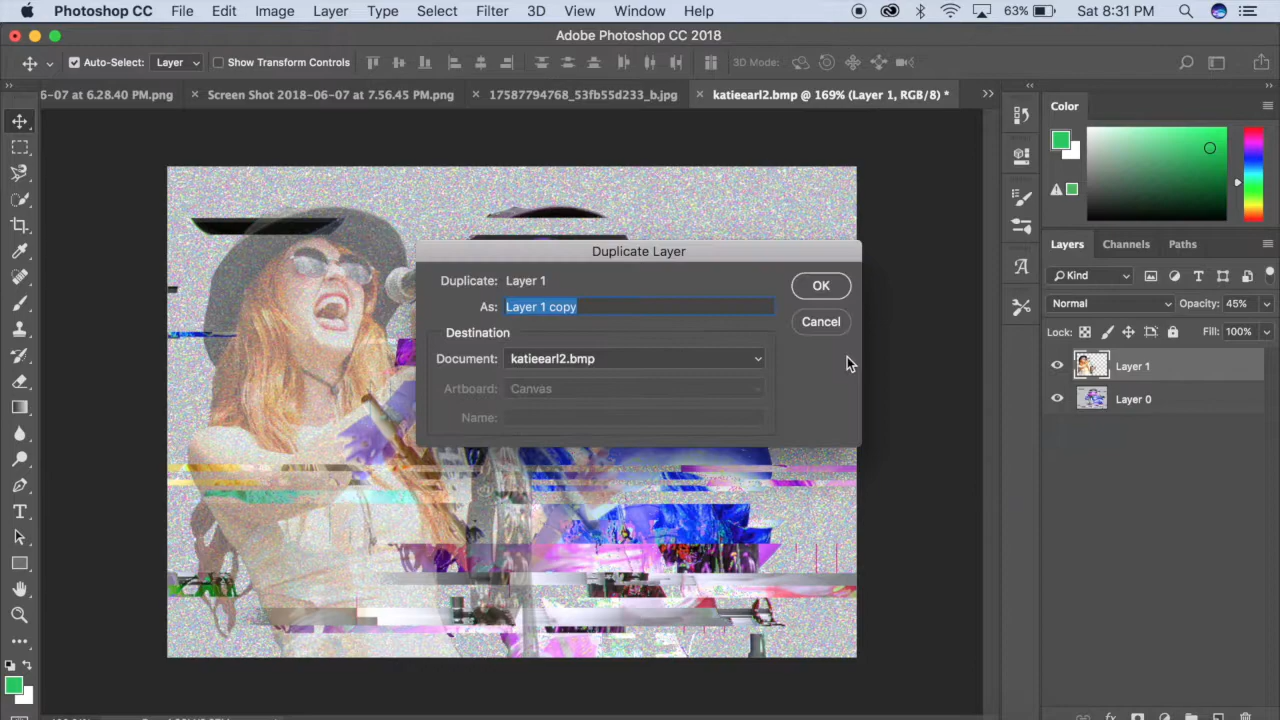 Photoshop CC File Edit Image Layer Type Select Filter 3D View Window Help 63% Sat 8:31 PM
Adobe Photoshop CC 2018
Auto-Select: Layer Show Transform Controls 3D Mode:
6-07 at 6.28.40 PM.png × Screen Shot 2018-06-07 at 7.56.45 PM.png × 17587794768_53fb55d233_b.jpg × katieearl2.bmp @ 169% (Layer 1, RGB/8) *
Color
Duplicate Layer
Duplicate: Layer 1
OK
As: Layer 1 copy
Cancel
Destination
Document: katieearl2.bmp
Artboard: Canvas
Name:
Layers Channels Paths
Kind
Normal Opacity: 45%
Lock: Fill: 100%
Layer 1
Layer 0